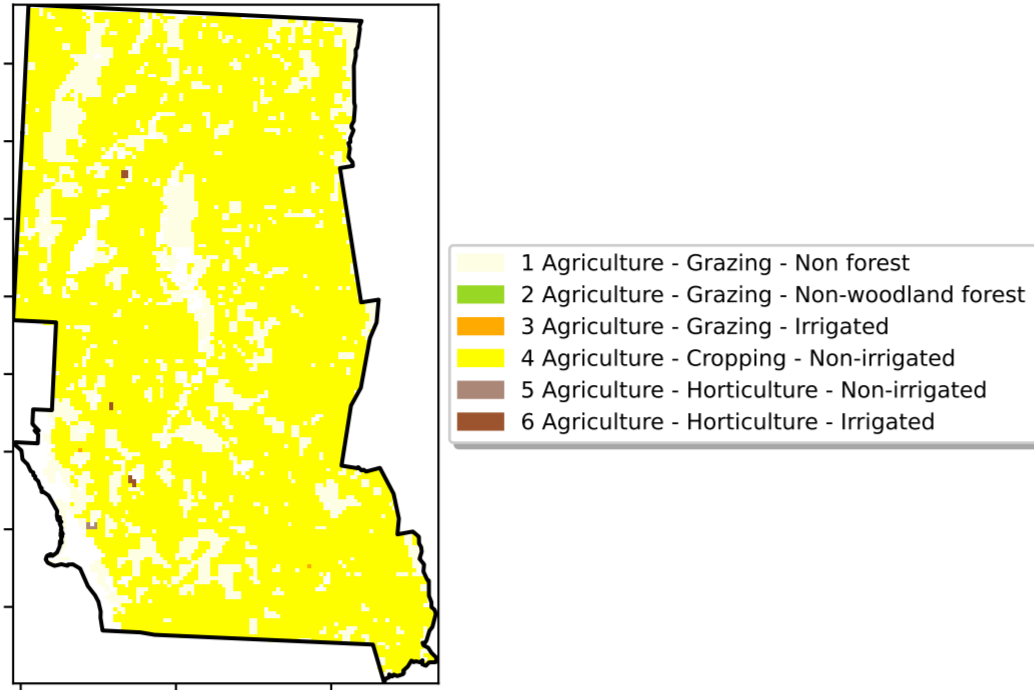 1 Agriculture - Grazing - Non forest
2 Agriculture - Grazing - Non-woodland forest
3 Agriculture - Grazing - Irrigated
4 Agriculture - Cropping - Non-irrigated
5 Agriculture - Horticulture - Non-irrigated
6 Agriculture - Horticulture - Irrigated